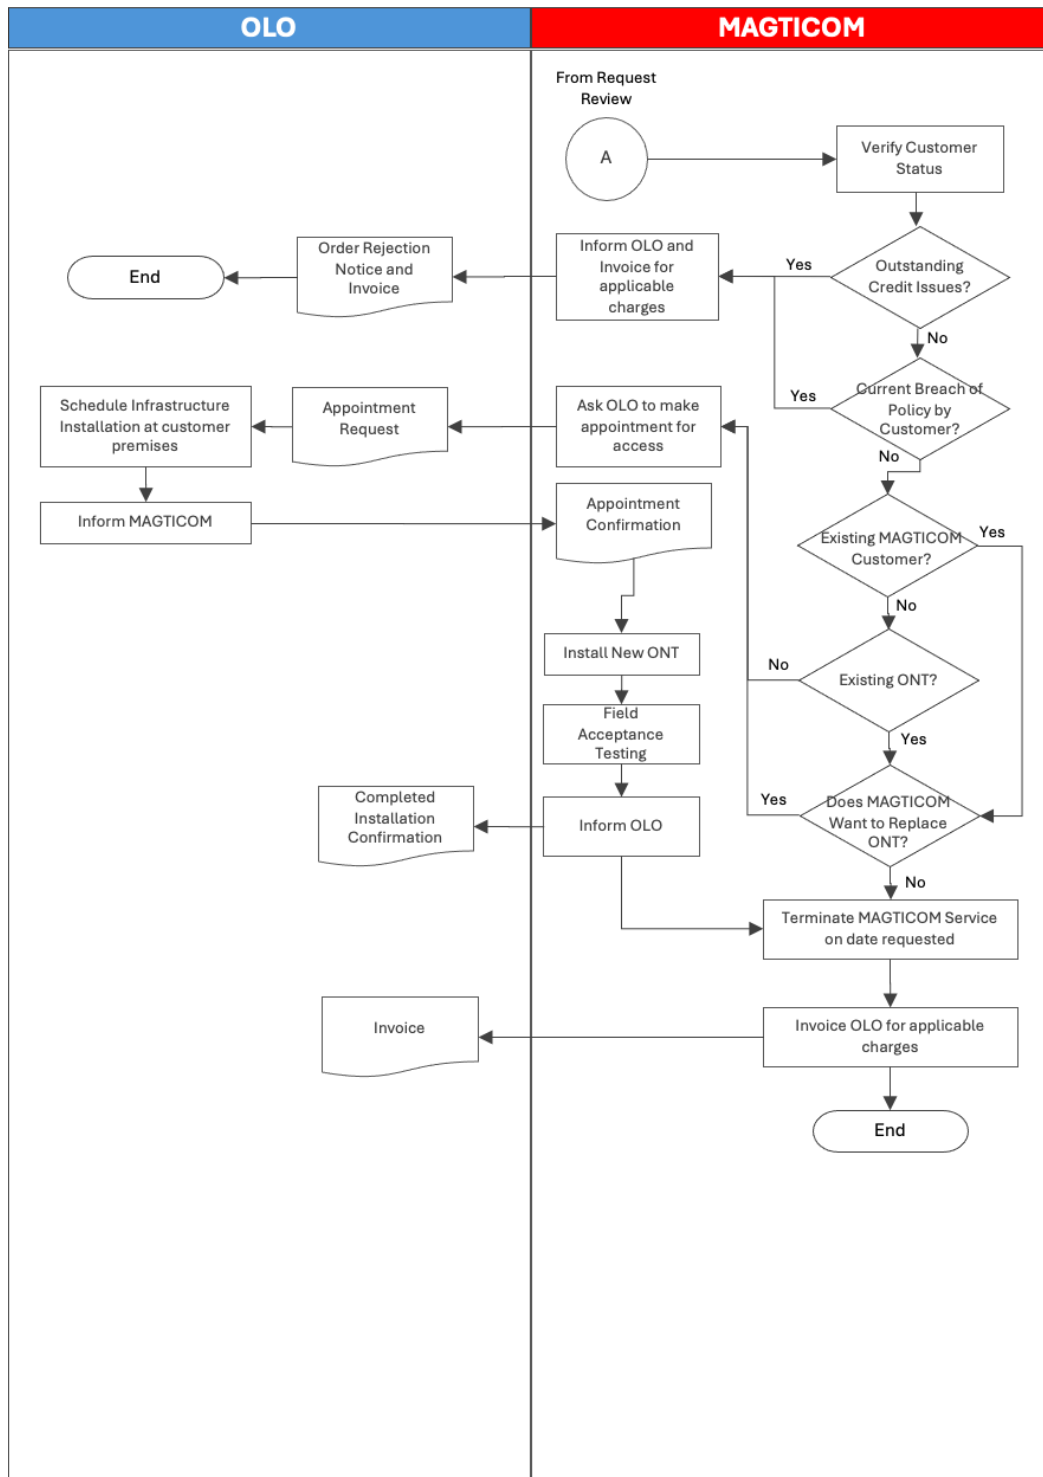 OLO
MAGTICOM
From Request
Review
A
Verify Customer
Status
End
Order Rejection
Notice and
Invoice
Inform OLO and
Invoice for
applicable
charges
Yes
Outstanding
Credit Issues?
No
Schedule Infrastructure
Installation at customer
premises
Appointment
Request
Ask OLO to make
appointment for
access
Yes
Current Breach of
Policy by
Customer?
No
Inform MAGTICOM
Appointment
Confirmation
Existing MAGTICOM
Customer?
Yes
No
Install New ONT
No
Existing ONT?
Yes
Field
Acceptance
Testing
Completed
Installation
Confirmation
Inform OLO
Yes
Does MAGTICOM
Want to Replace
ONT?
No
Terminate MAGTICOM Service
on date requested
Invoice
Invoice OLO for applicable
charges
End